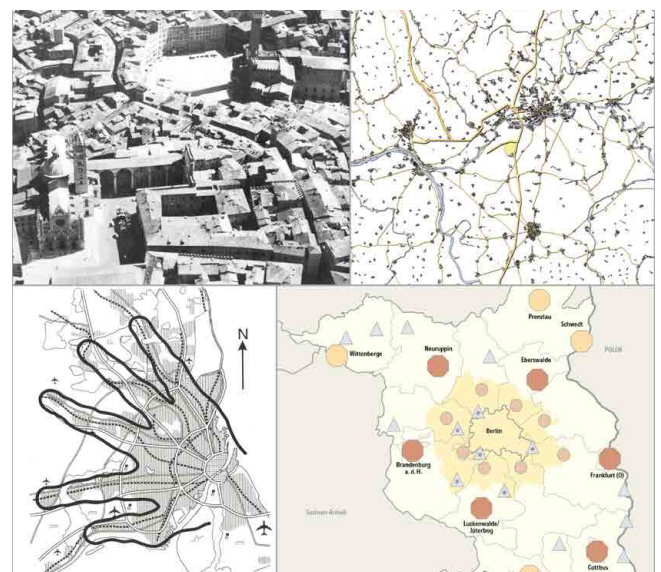 N
Prenzlau
Schwedt
POLEN
Wittenberge
Neuruppin
Eberswalde
Berlin
Brandenburg
a. d. H.
Frankfurt (O)
Sachsen-Anhalt
Luckenwalde/
Jüterbog
Cottbus